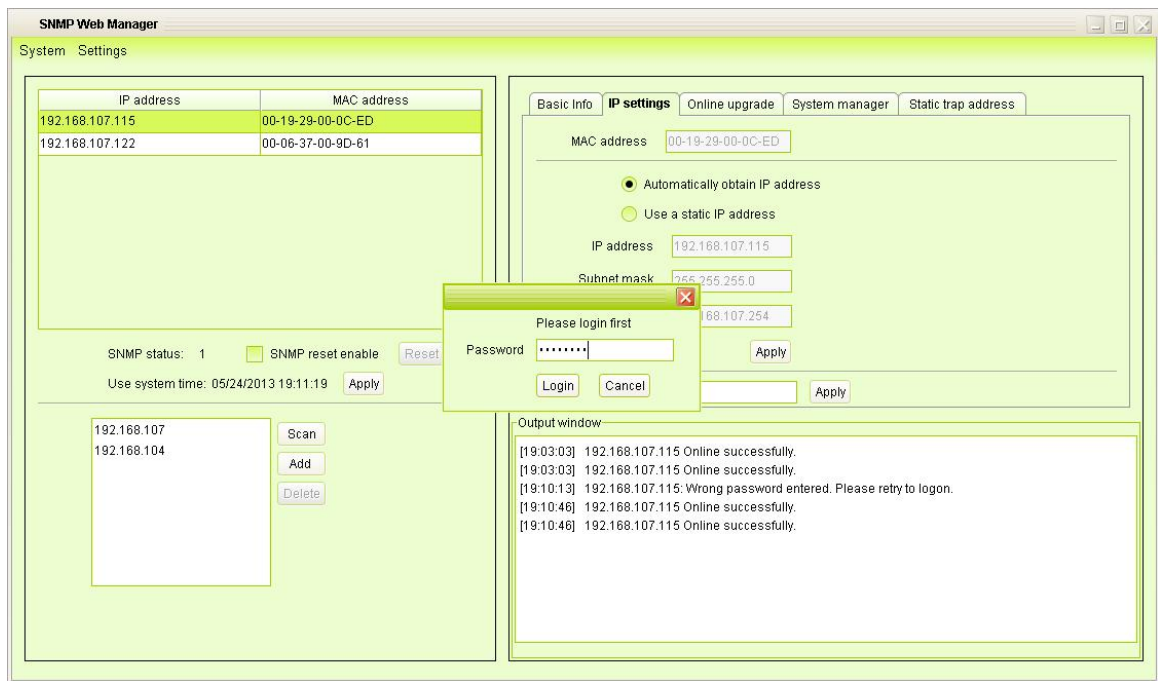 SNMP Web Manager
System Settings
IP address MAC address
192.168.107.115 00-19-29-00-0C-ED
192.168.107.122 00-06-37-00-9D-61
SNMP status: 1 SNMP reset enable Reset
Use system time: 05/24/2013 19:11:19 Apply
192.168.107
192.168.104
Scan
Add
Delete
Basic Info IP settings Online upgrade System manager Static trap address
MAC address 00-19-29-00-0C-ED
Automatically obtain IP address
Use a static IP address
IP address 192.168.107.115
Subnet mask 255.255.255.0
68.107.254
Apply
Apply
Please login first
Password ········
Login Cancel
Output window
[19:03:03] 192.168.107.115 Online successfully.
[19:03:03] 192.168.107.115 Online successfully.
[19:10:13] 192.168.107.115: Wrong password entered. Please retry to logon.
[19:10:46] 192.168.107.115 Online successfully.
[19:10:46] 192.168.107.115 Online successfully.